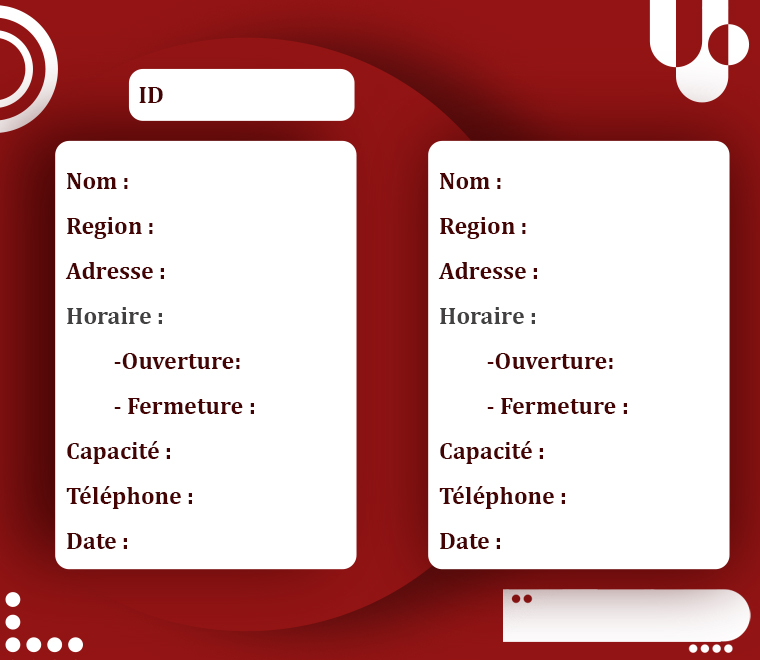 ID
Nom :
Region :
Adresse :
Horaire :
-Ouverture:
- Fermeture :
Capacité :
Téléphone :
Date :
Nom :
Region :
Adresse :
Horaire :
-Ouverture:
- Fermeture :
Capacité :
Téléphone :
Date :